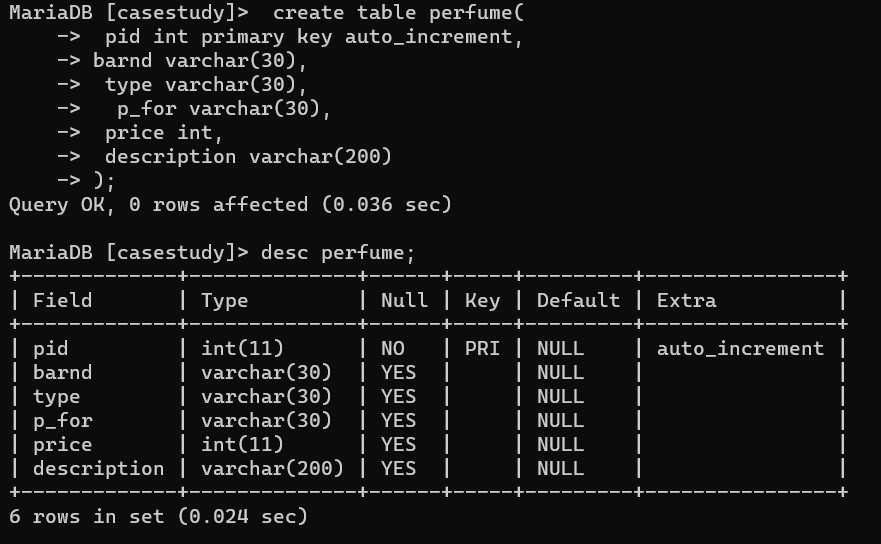 MariaDB [casestudy]>  create table perfume(
    ->  pid int primary key auto_increment,
    -> barnd varchar(30),
    ->  type varchar(30),
    ->   p_for varchar(30),
    ->  price int,
    ->  description varchar(200)
    -> );
Query OK, 0 rows affected (0.036 sec)

MariaDB [casestudy]> desc perfume;
+-------------+--------------+------+-----+---------+----------------+
| Field       | Type         | Null | Key | Default | Extra          |
+-------------+--------------+------+-----+---------+----------------+
| pid         | int(11)      | NO   | PRI | NULL    | auto_increment |
| barnd       | varchar(30)  | YES  |     | NULL    |                |
| type        | varchar(30)  | YES  |     | NULL    |                |
| p_for       | varchar(30)  | YES  |     | NULL    |                |
| price       | int(11)      | YES  |     | NULL    |                |
| description | varchar(200) | YES  |     | NULL    |                |
+-------------+--------------+------+-----+---------+----------------+
6 rows in set (0.024 sec)